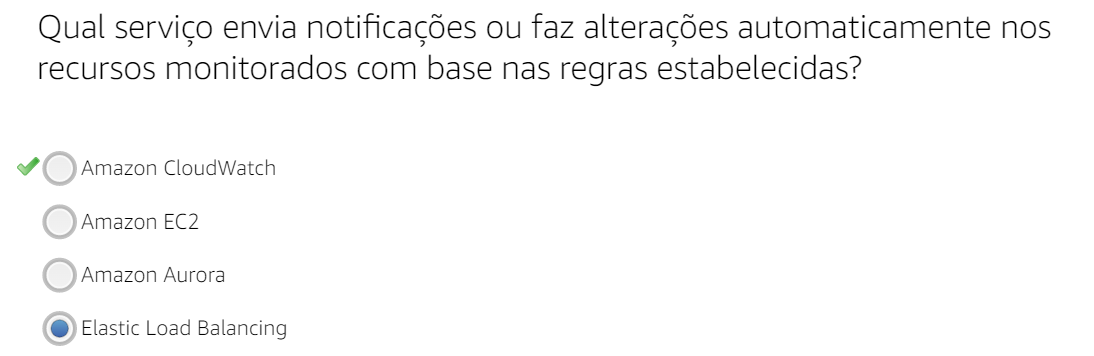 Qual serviço envia notificações ou faz alterações automaticamente nos
recursos monitorados com base nas regras estabelecidas?
Amazon CloudWatch
Amazon EC2
Amazon Aurora
Elastic Load Balancing